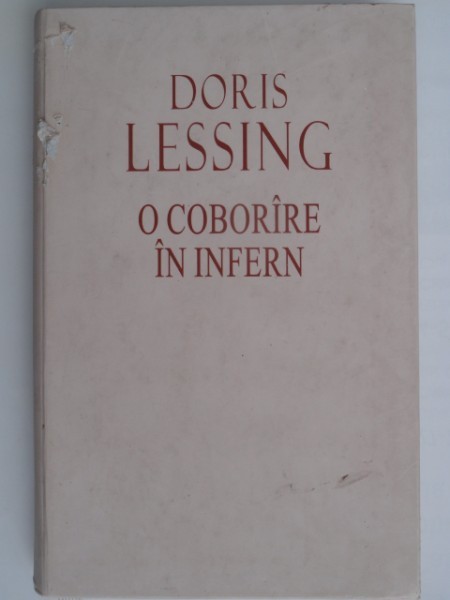 DORIS
LESSING
O COBORÎRE
ÎN INFERN